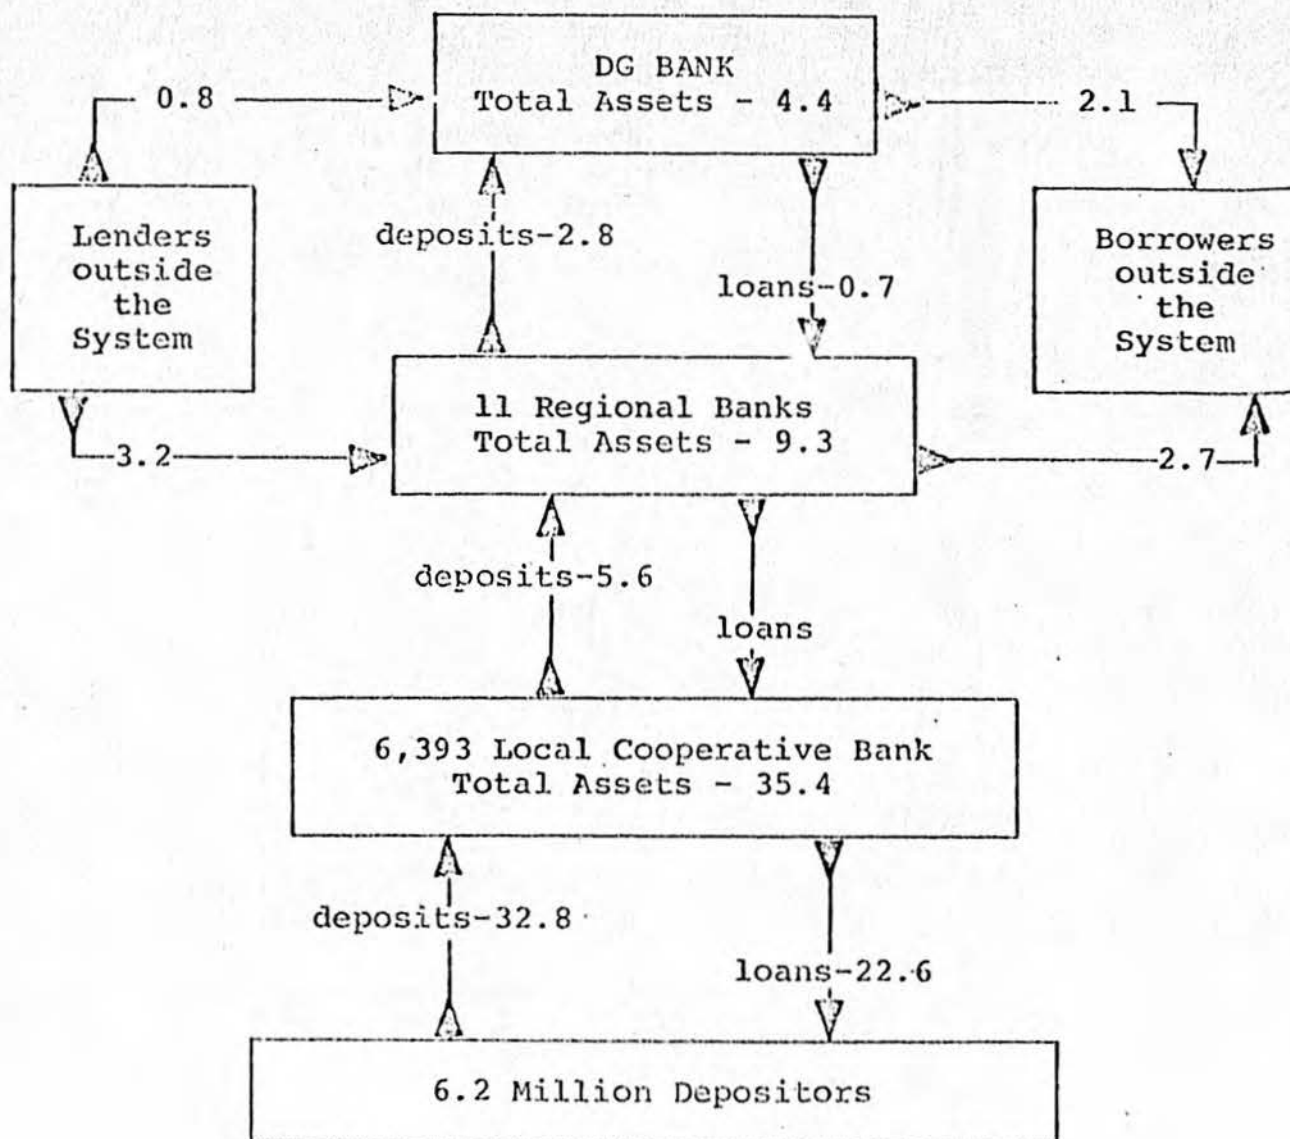 DG BANK
Total Assets - 4.4
0.8
2.1
Lenders
outside
the
System
deposits-2.8
loans-0.7
Borrowers
outside
the
System
11 Regional Banks
Total Assets - 9.3
3.2
2.7
deposits-5.6
loans
6,393 Local Cooperative Bank
Total Assets - 35.4
deposits-32.8
loans-22.6
6.2 Million Depositors